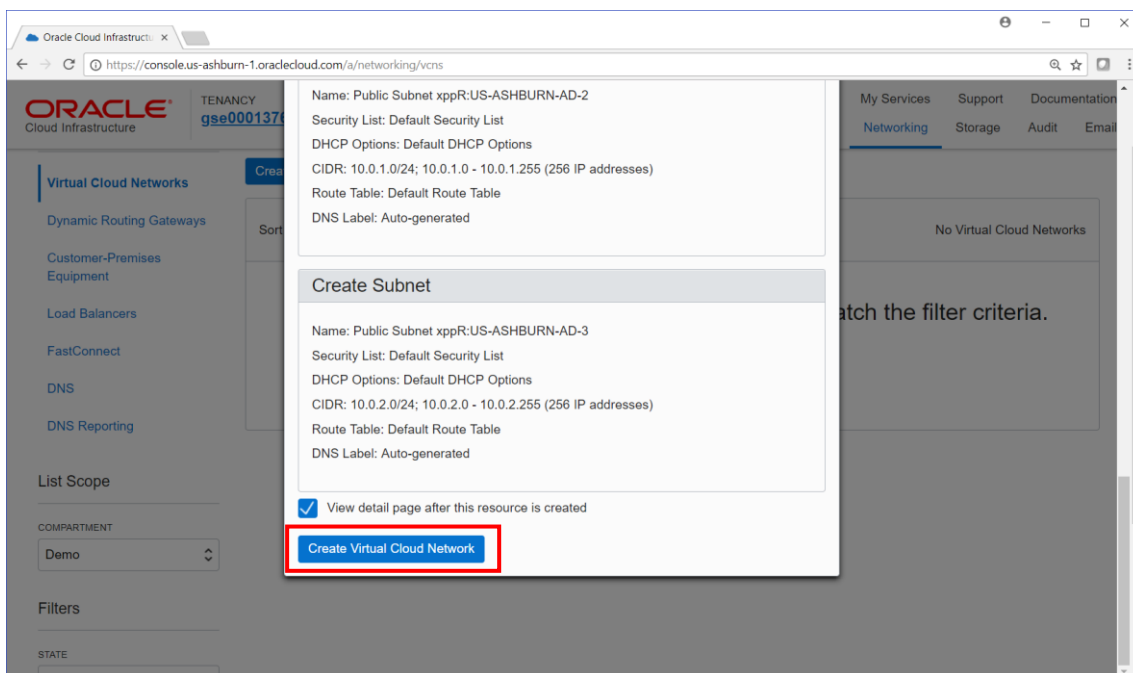 Oracle Cloud Infrastructu
https://console.us-ashburn-1.oraclecloud.com/a/networking/vcns
ORACLE
Cloud Infrastructure
TENANCY
gse0001376
My Services
Support
Documentation
Networking
Storage
Audit
Email
Virtual Cloud Networks
Dynamic Routing Gateways
Customer-Premises
Equipment
Load Balancers
FastConnect
DNS
DNS Reporting
List Scope
COMPARTMENT
Demo
Filters
STATE
Crea
Sort
No Virtual Cloud Networks
atch the filter criteria.
Name: Public Subnet xppR:US-ASHBURN-AD-2
Security List: Default Security List
DHCP Options: Default DHCP Options
CIDR: 10.0.1.0/24; 10.0.1.0 - 10.0.1.255 (256 IP addresses)
Route Table: Default Route Table
DNS Label: Auto-generated
Create Subnet
Name: Public Subnet xppR:US-ASHBURN-AD-3
Security List: Default Security List
DHCP Options: Default DHCP Options
CIDR: 10.0.2.0/24; 10.0.2.0 - 10.0.2.255 (256 IP addresses)
Route Table: Default Route Table
DNS Label: Auto-generated
View detail page after this resource is created
Create Virtual Cloud Network